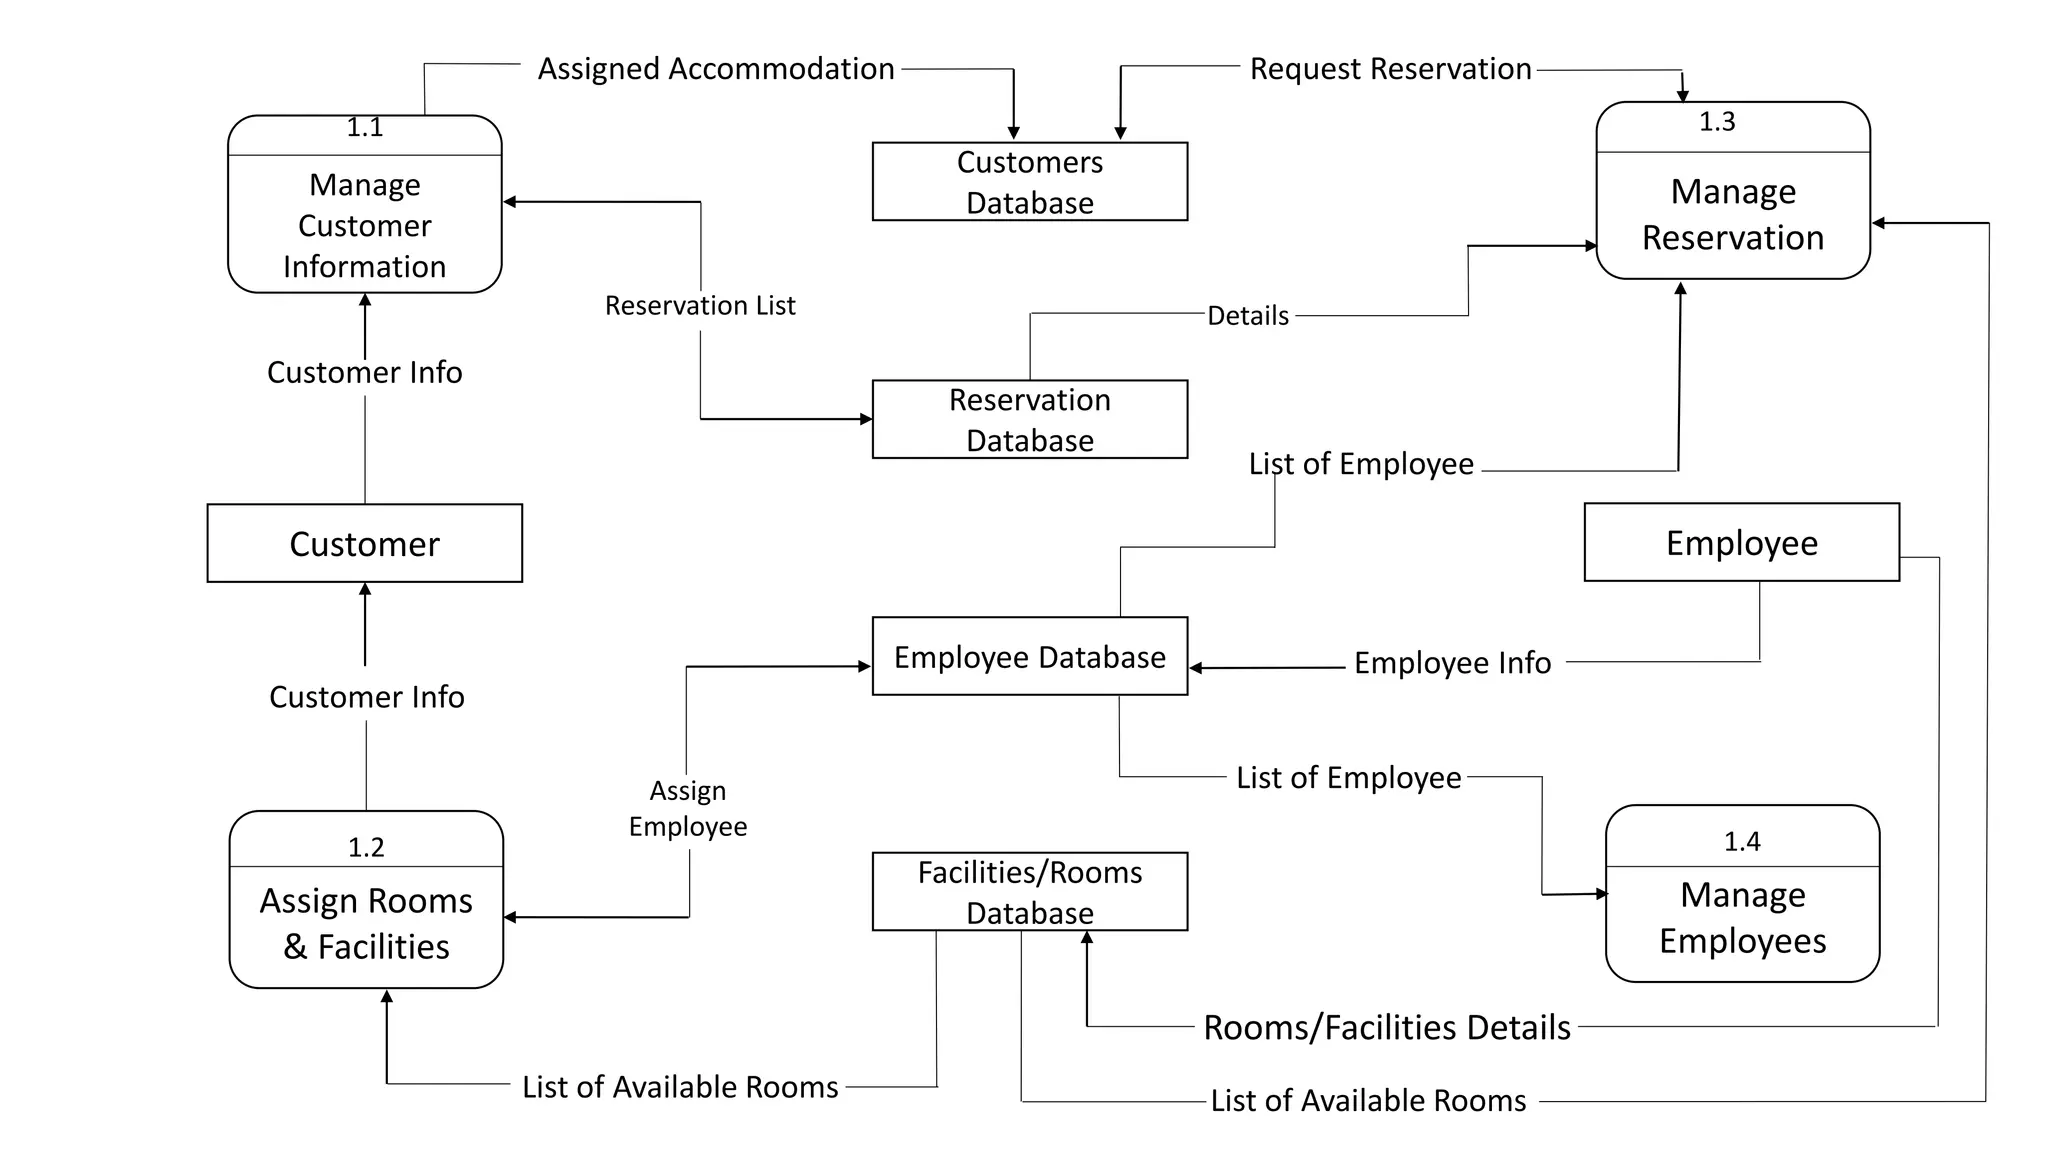 Assigned Accommodation
Request Reservation
1.1
Manage
Customer
Information
Customers
Database
1.3
Manage
Reservation
Reservation List
Details
Customer Info
Reservation
Database
List of Employee
Customer
Employee
Employee Database
Employee Info
Customer Info
Assign
Employee
List of Employee
1.2
Assign Rooms
& Facilities
Facilities/Rooms
Database
1.4
Manage
Employees
Rooms/Facilities Details
List of Available Rooms
List of Available Rooms